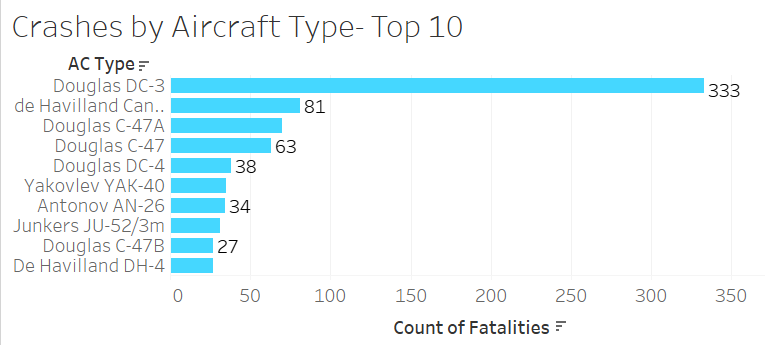 Crashes by Aircraft Type- Top 10
AC Type
Douglas DC-3 333
de Havilland Can.. 81
Douglas C-47A
Douglas C-47 63
Douglas DC-4 38
Yakovlev YAK-40
Antonov AN-26 34
Junkers JU-52/3m
Douglas C-47B 27
De Havilland DH-4
0 50 100 150 200 250 300 350
Count of Fatalities